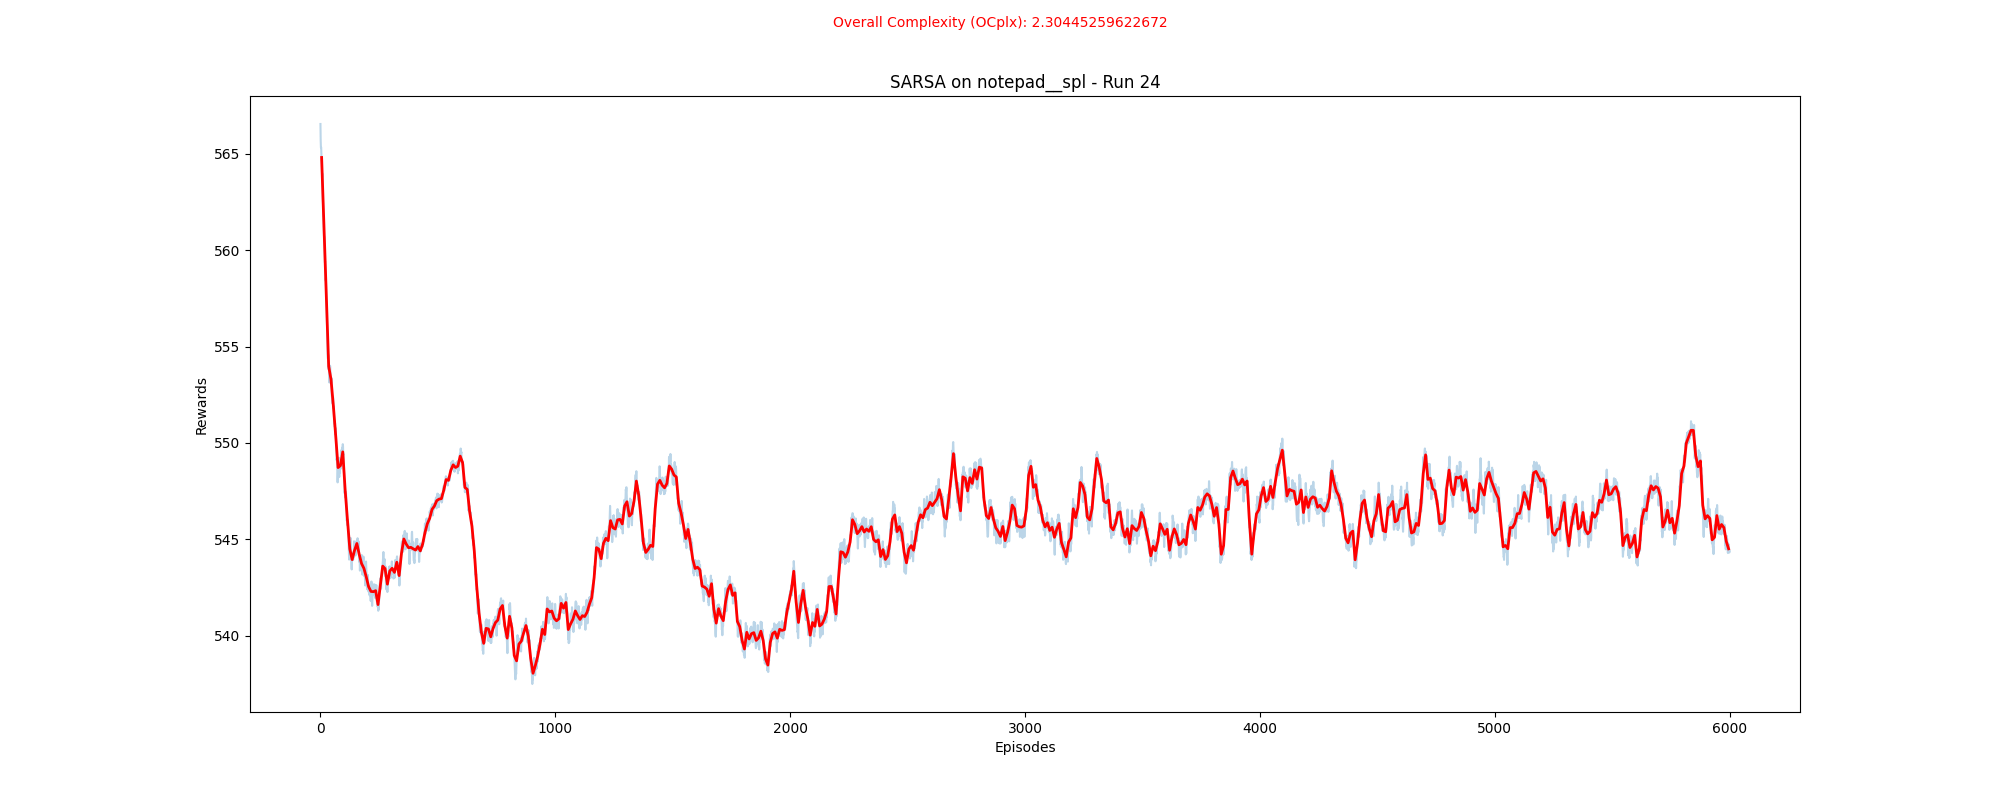 Overall Complexity (OCplx): 2.30445259622672
SARSA on notepad__spl - Run 24
565
560
555
550
545
540
Rewards
0 1000 2000 3000 4000 5000 6000
Episodes